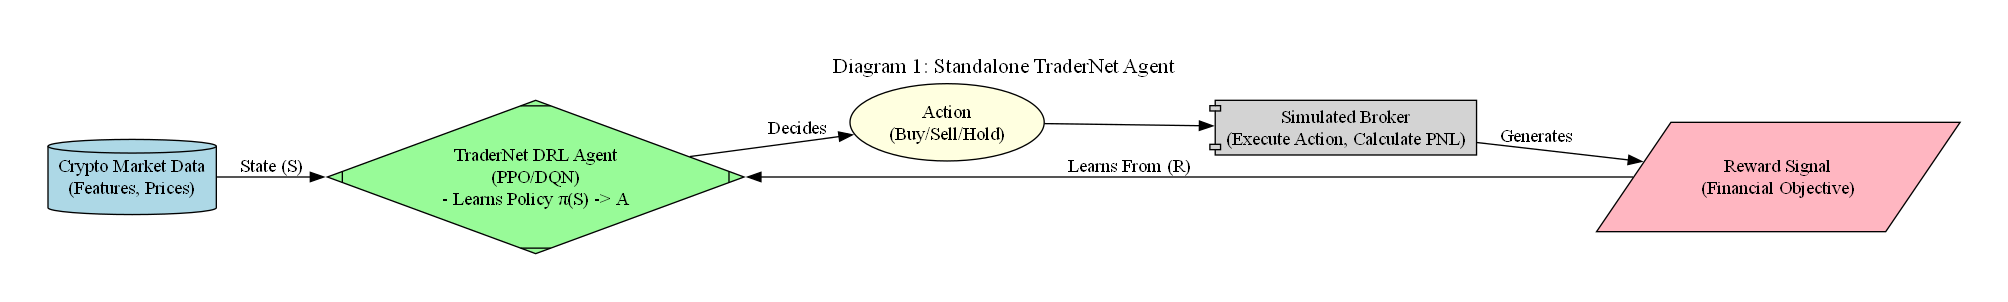 Diagram 1: Standalone TraderNet Agent
Crypto Market Data
(Features, Prices)
State (S)
TraderNet DRL Agent
(PPO/DQN)
- Learns Policy π(S) -> A
Decides
Action
(Buy/Sell/Hold)
Simulated Broker
(Execute Action, Calculate PNL)
Generates
Reward Signal
(Financial Objective)
Learns From (R)